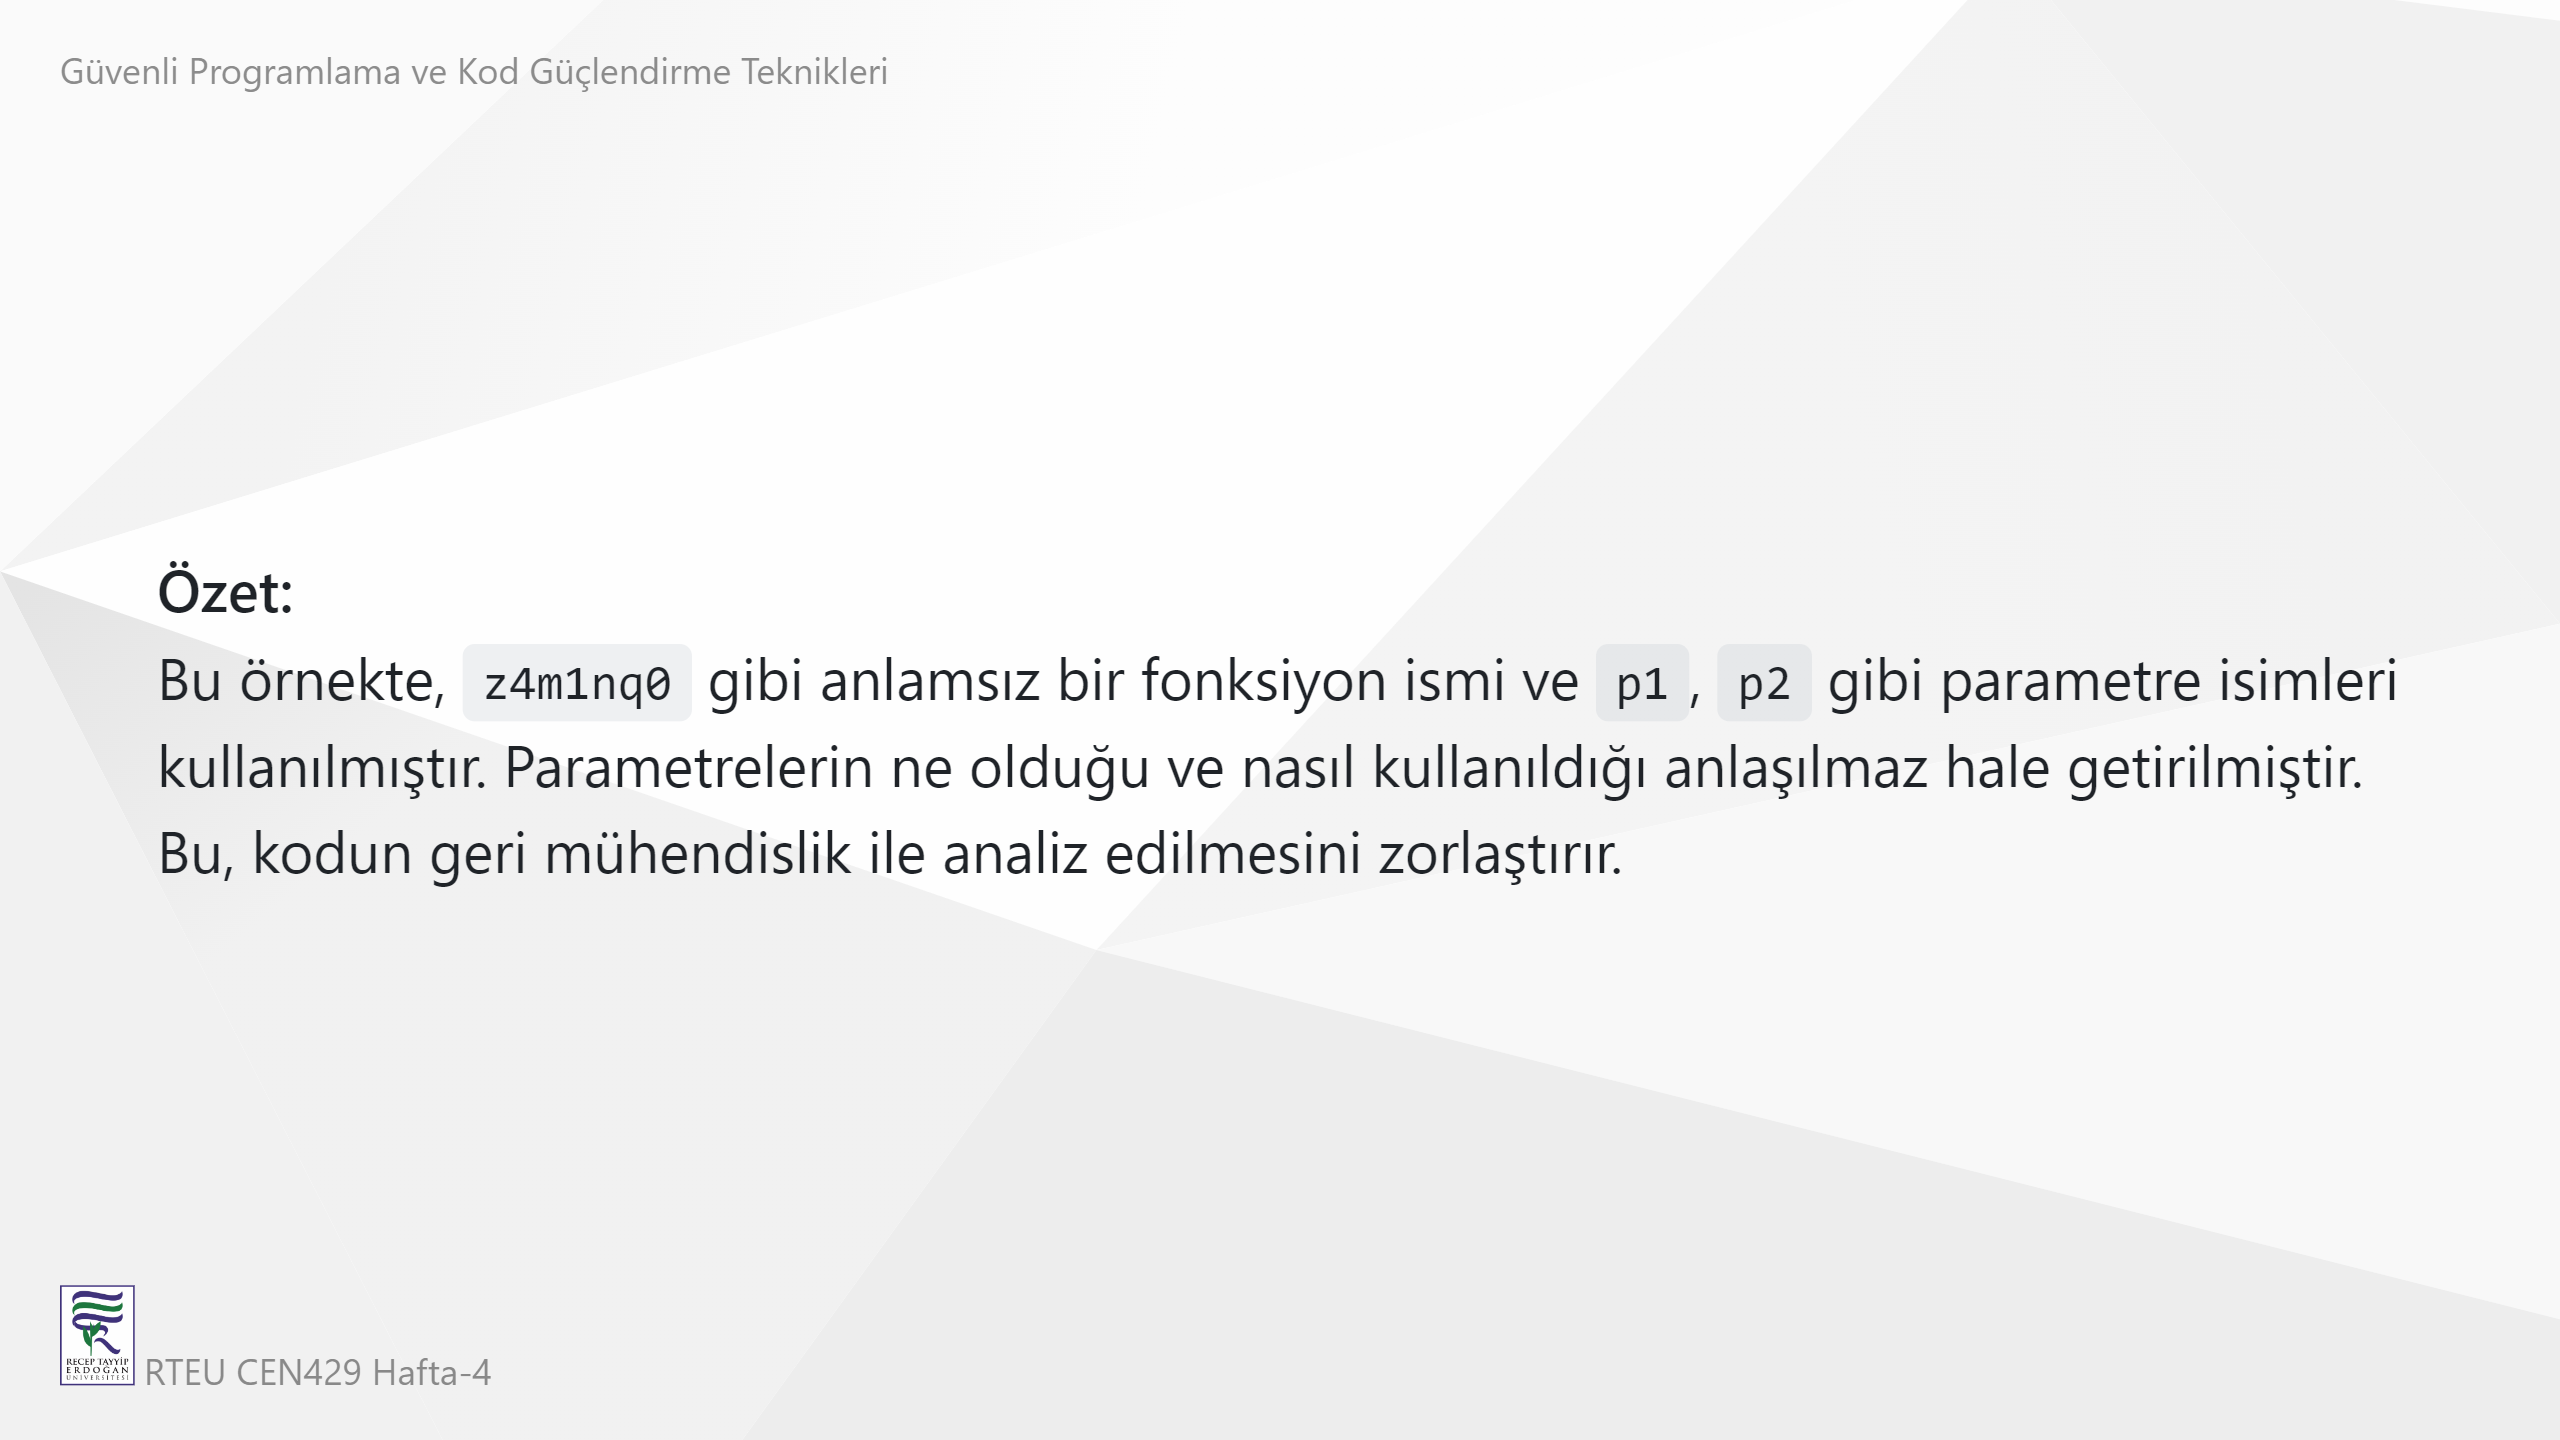 Güvenli Programlama ve Kod Güçlendirme Teknikleri
Özet:
Bu örnekte, z4m1nq0 gibi anlamsız bir fonksiyon ismi ve p1, p2 gibi parametre isimleri
kullanılmıştır. Parametrelerin ne olduğu ve nasıl kullanıldığı anlaşılmaz hale getirilmiştir.
Bu, kodun geri mühendislik ile analiz edilmesini zorlaştırır.
RECEP TAYYİP
ERDOĞAN
ÜNİVERSİTESİ
RTEU CEN429 Hafta-4